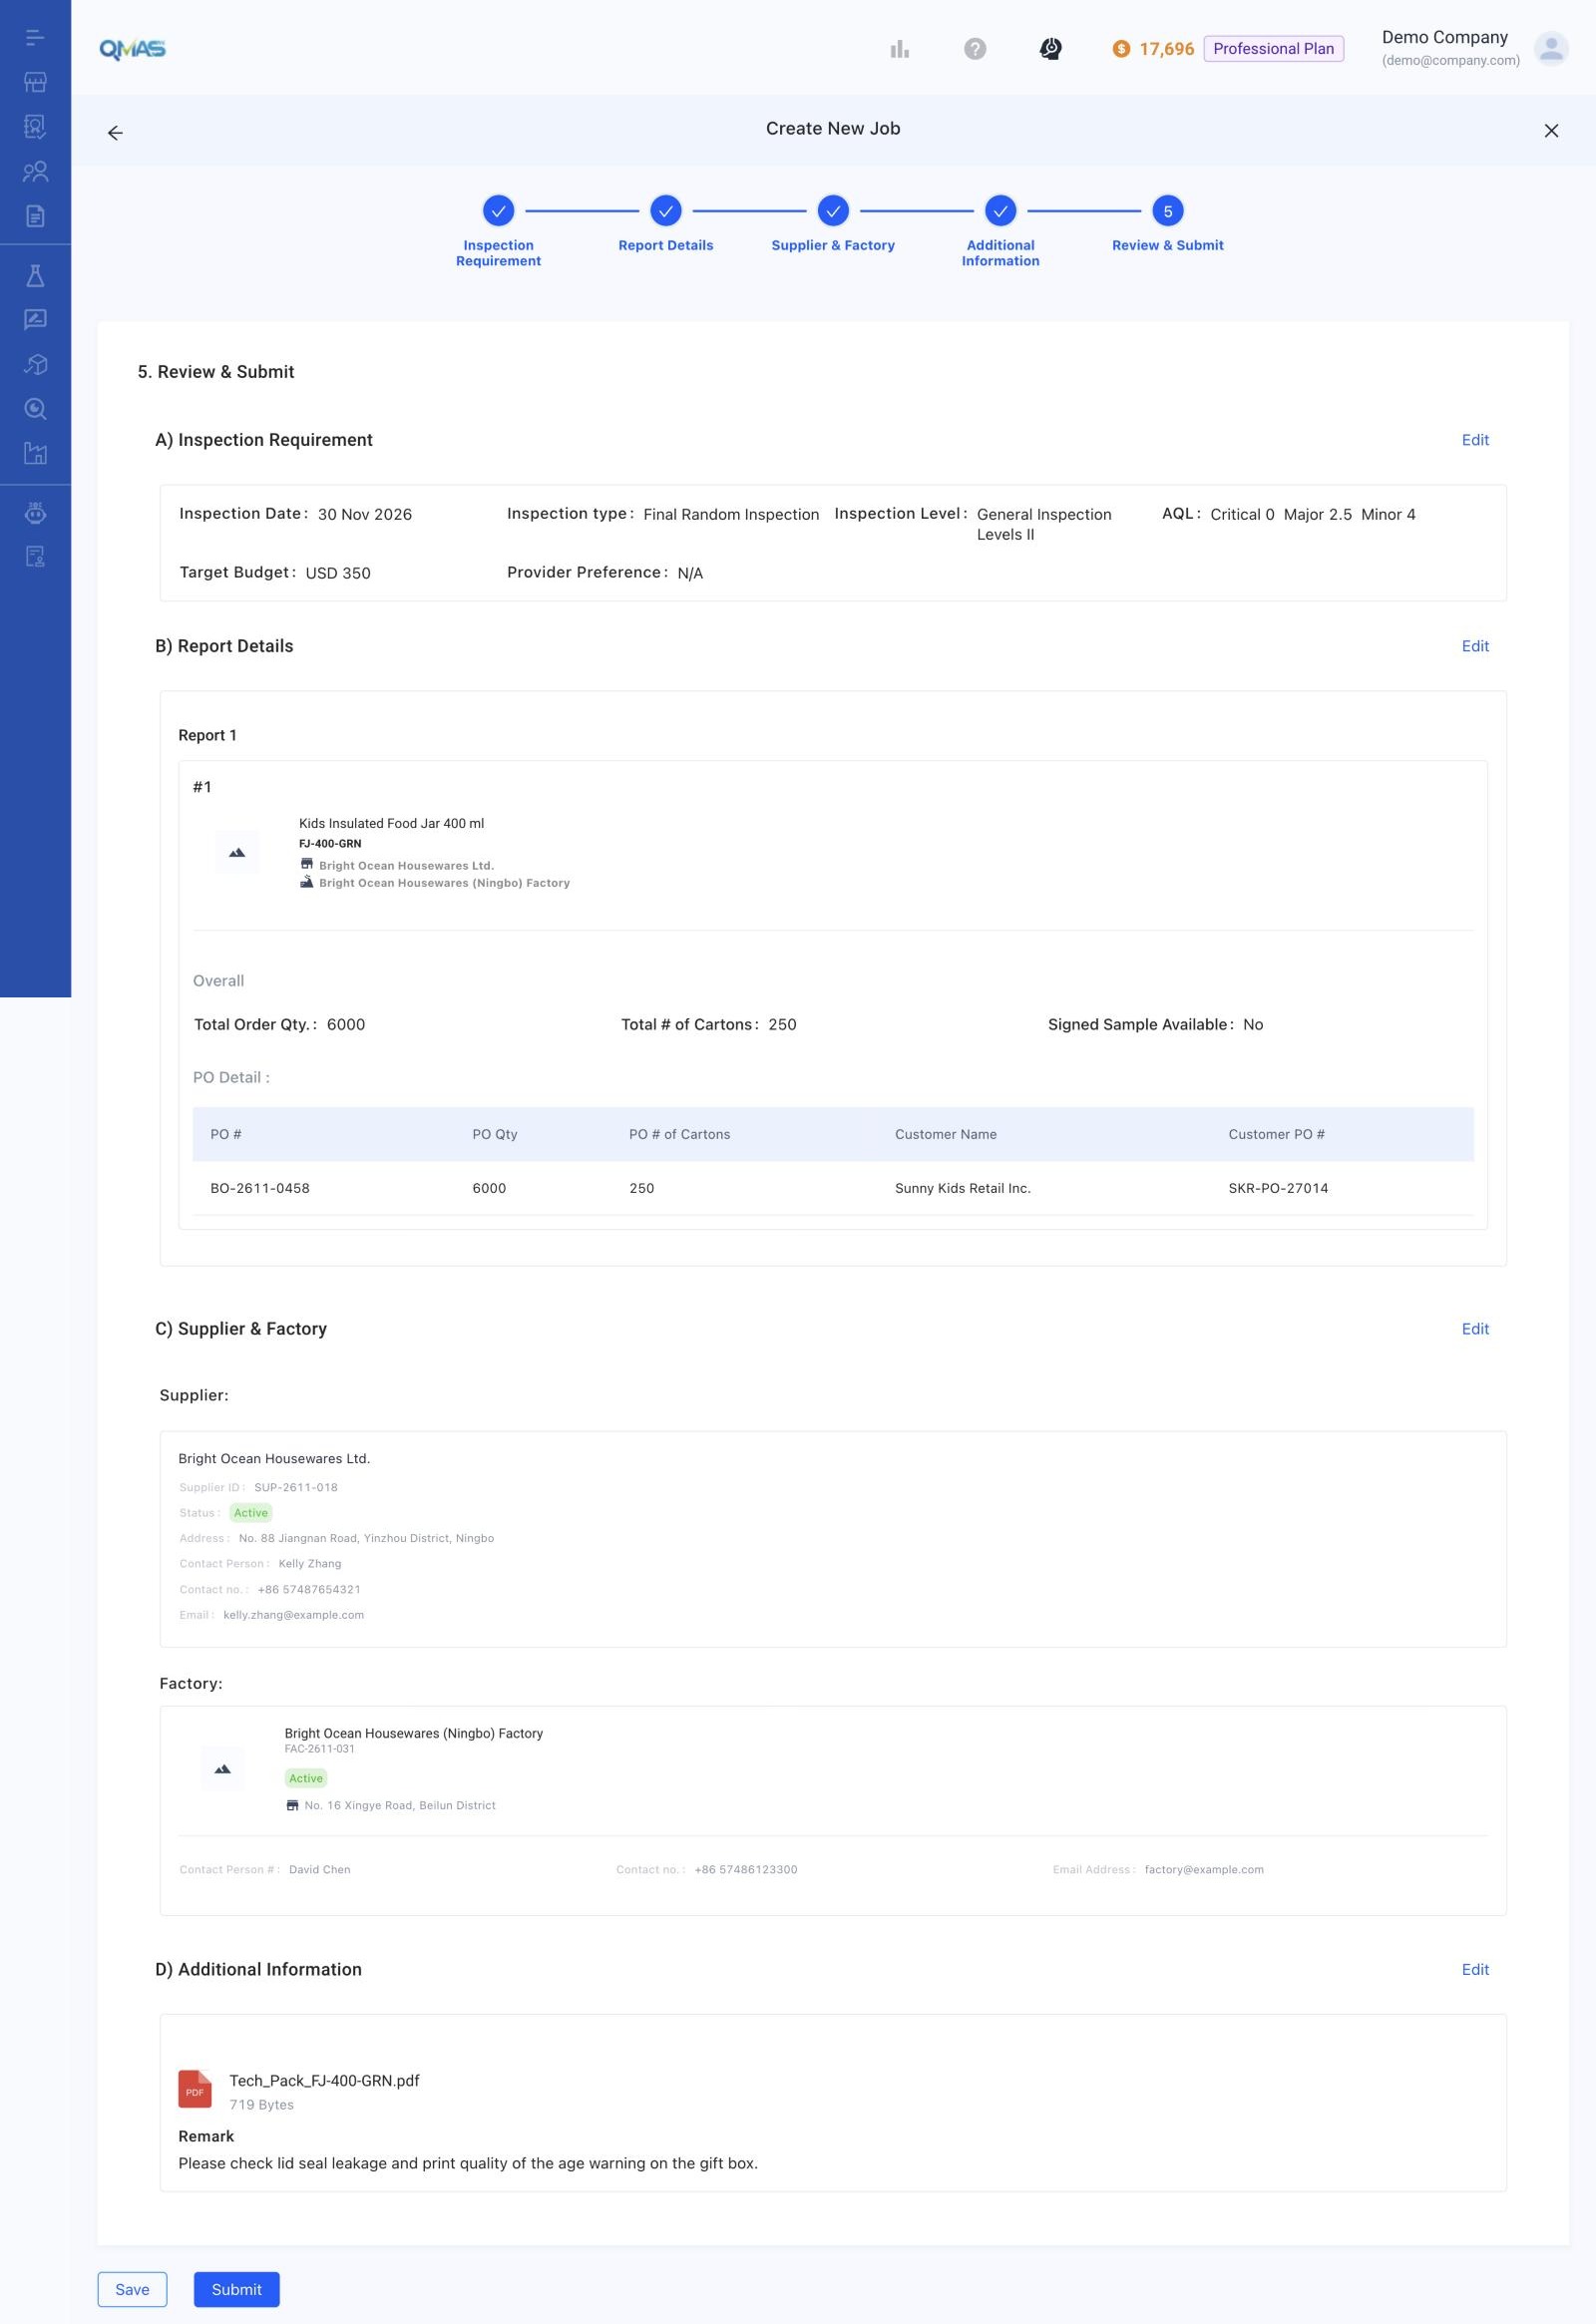 QMAS
17,696
Professional Plan
Demo Company
(demo@company.com)
Create New Job
5
Inspection
Requirement
Report Details
Supplier & Factory
Additional
Information
Review & Submit
5. Review & Submit
A) Inspection Requirement
Edit
Inspection Date : 30 Nov 2026
Inspection type : Final Random Inspection
Inspection Level : General Inspection
Levels II
AQL : Critical 0 Major 2.5 Minor 4
Target Budget : USD 350
Provider Preference : N/A
B) Report Details
Edit
Report 1
#1
Kids Insulated Food Jar 400 ml
FJ-400-GRN
Bright Ocean Housewares Ltd.
Bright Ocean Housewares (Ningbo) Factory
Overall
Total Order Qty. : 6000
Total # of Cartons : 250
Signed Sample Available : No
PO Detail :
PO # PO Qty PO # of Cartons Customer Name Customer PO #
BO-2611-0458 6000 250 Sunny Kids Retail Inc. SKR-PO-27014
C) Supplier & Factory
Edit
Supplier:
Bright Ocean Housewares Ltd.
Supplier ID : SUP-2611-018
Status : Active
Address : No. 88 Jiangnan Road, Yinzhou District, Ningbo
Contact Person : Kelly Zhang
Contact no. : +86 57487654321
Email : kelly.zhang@example.com
Factory:
Bright Ocean Housewares (Ningbo) Factory
FAC-2611-031
Active
No. 16 Xingye Road, Beilun District
Contact Person # : David Chen
Contact no. : +86 57486123300
Email Address : factory@example.com
D) Additional Information
Edit
PDF
Tech_Pack_FJ-400-GRN.pdf
719 Bytes
Remark
Please check lid seal leakage and print quality of the age warning on the gift box.
Save
Submit